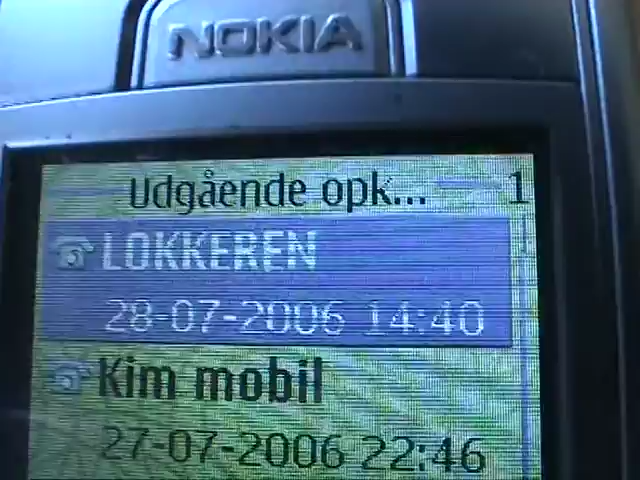 NOKIA
Udgående opk... 1
LOKKEREN
28-07-2006 14:40
Kim mobil
27-07-2006 22:46